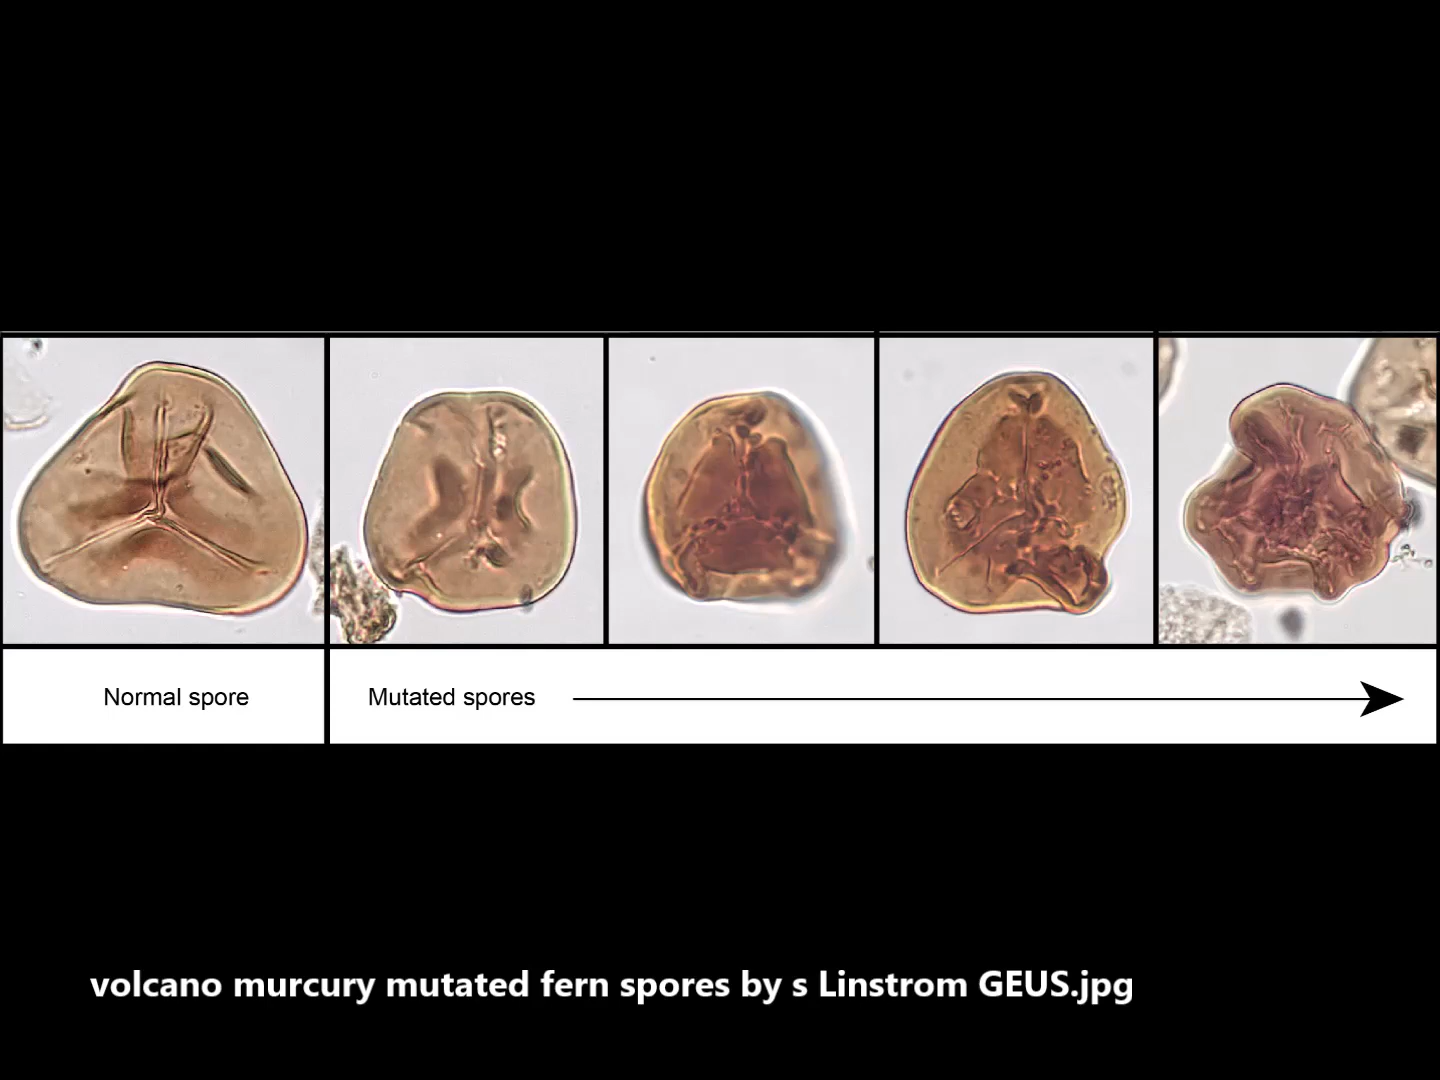 Normal spore
Mutated spores
volcano murcury mutated fern spores by s Linstrom GEUS.jpg